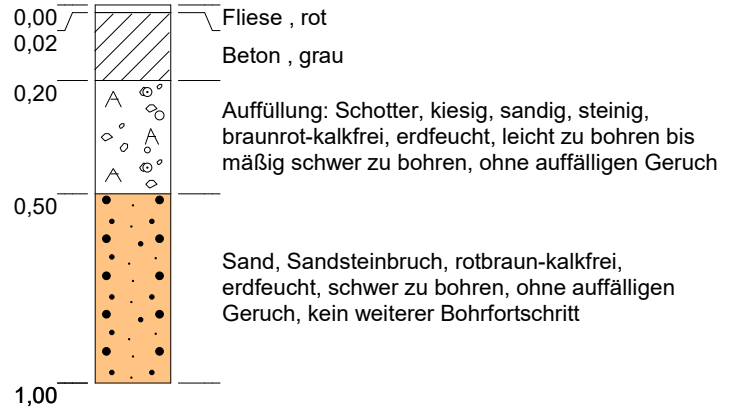 0,00
Fliese , rot
0,02
Beton , grau
0,20
Auffüllung: Schotter, kiesig, sandig, steinig,
braunrot-kalkfrei, erdfeucht, leicht zu bohren bis
mäßig schwer zu bohren, ohne auffälligen Geruch
0,50
Sand, Sandsteinbruch, rotbraun-kalkfrei,
erdfeucht, schwer zu bohren, ohne auffälligen
Geruch, kein weiterer Bohrfortschritt
1,00